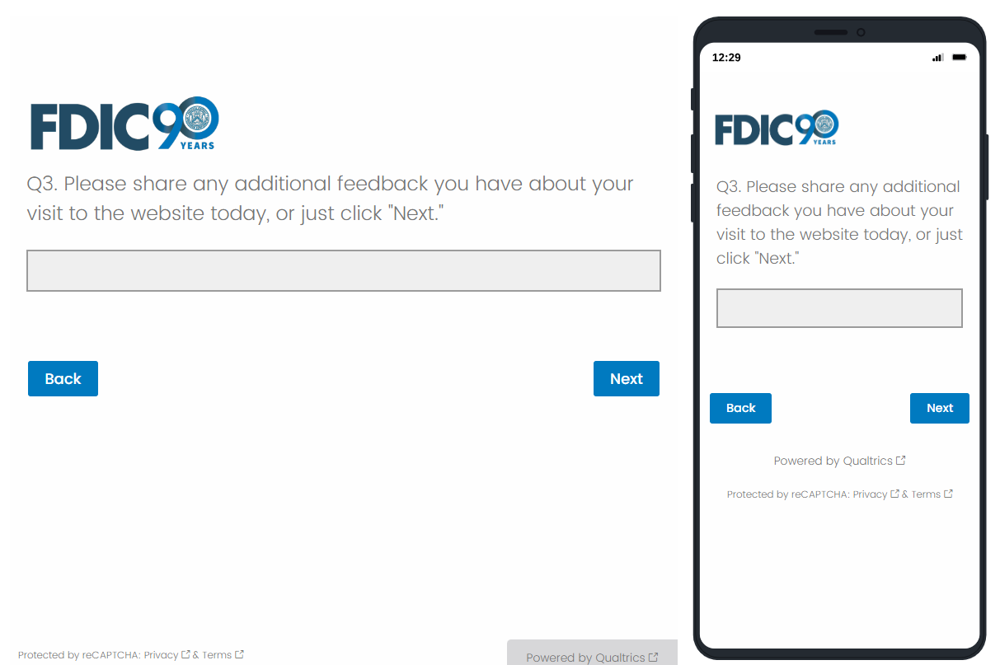 FDIC90
YEARS
Q3. Please share any additional feedback you have about your
visit to the website today, or just click "Next."
Back
Next
Protected by reCAPTCHA: Privacy & Terms
Powered by Qualtrics
12:29
FDIC90
YEARS
Q3. Please share any additional
feedback you have about your
visit to the website today, or just
click "Next."
Back
Next
Powered by Qualtrics
Protected by reCAPTCHA: Privacy & Terms